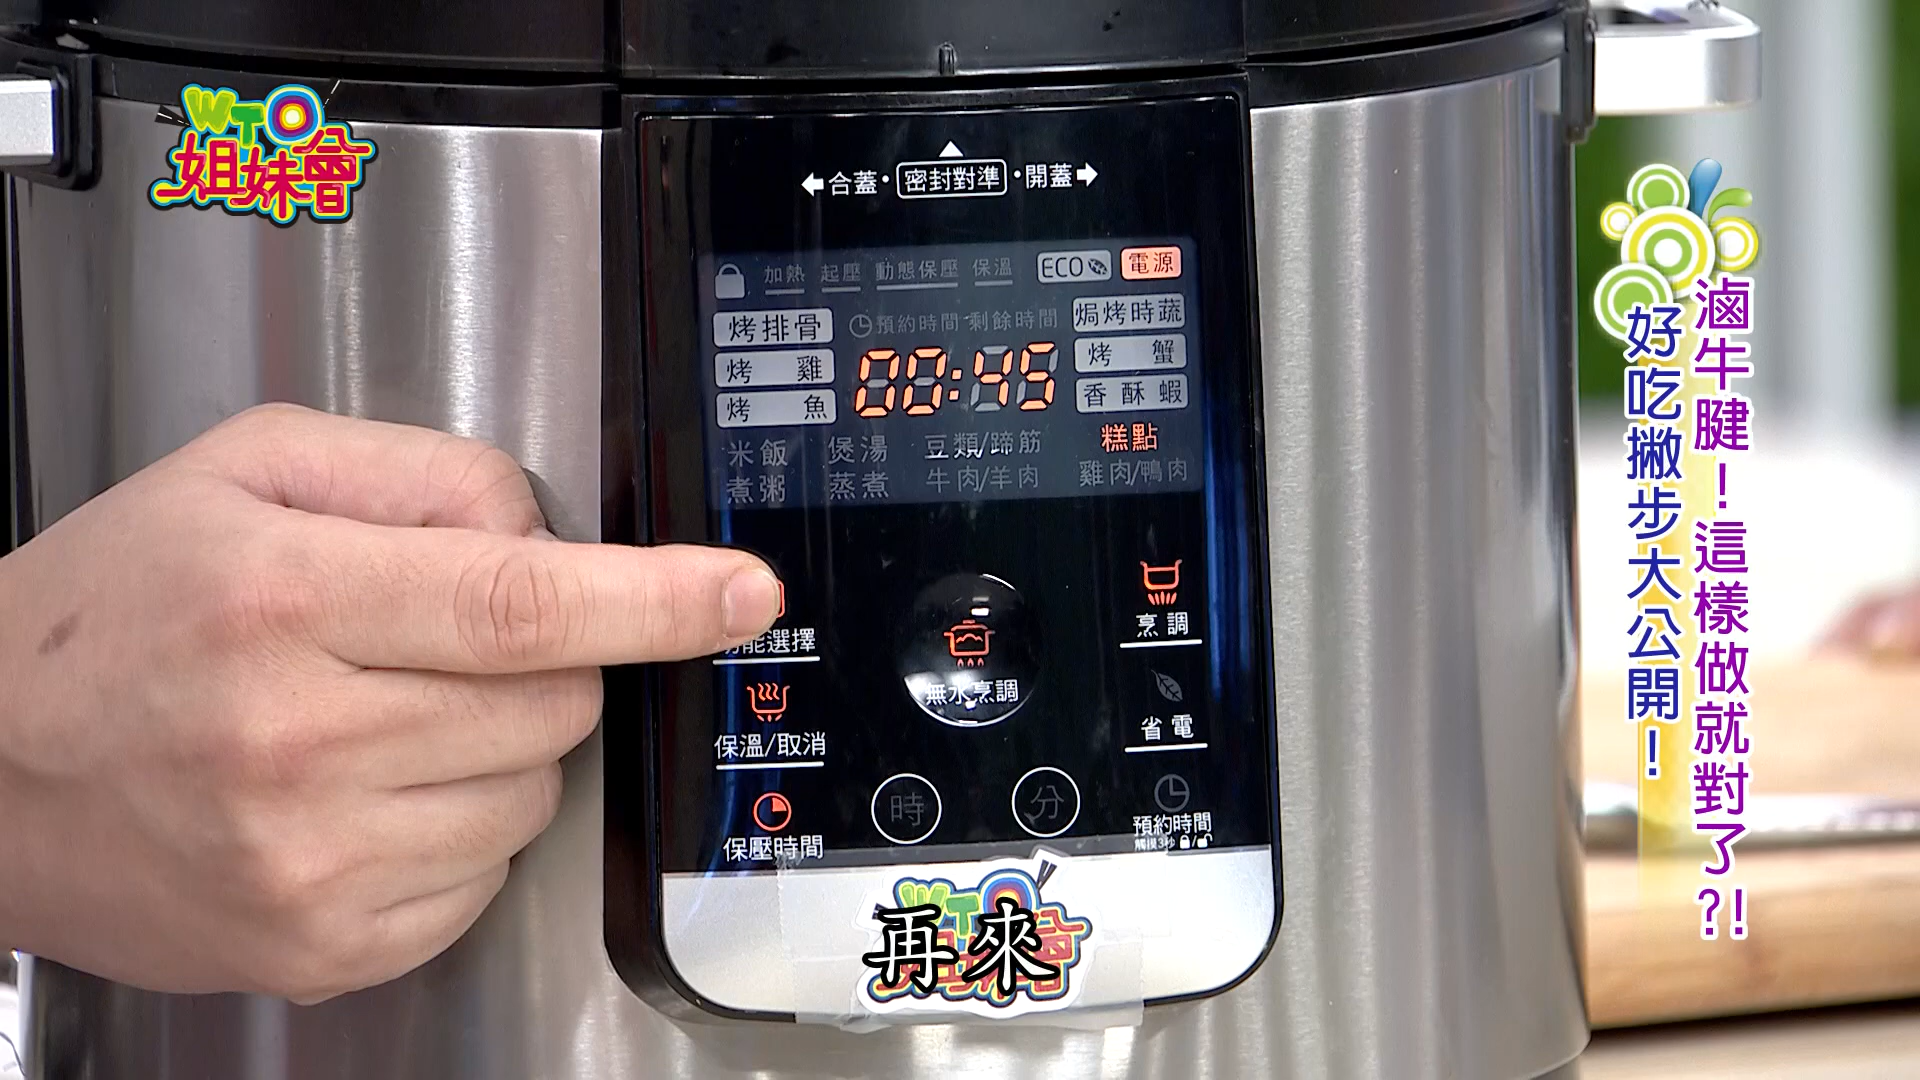 WTO
姐妹會
合蓋・密封對準・開蓋
加熱 起壓 動態保壓 保溫 ECO 電源
烤排骨 預約時間 剩餘時間 焗烤時蔬
烤雞 00:45 烤蟹
烤魚 香酥蝦
米飯 煲湯 豆類/蹄筋 糕點
煮粥 蒸煮 牛肉/羊肉 雞肉/鴨肉
能選擇 無水烹調 烹調
保溫/取消 省電
保壓時間 時 分 預約時間
觸摸3秒
WTO
再來
滷牛腱！這樣做就對了?!
好吃撇步大公開！